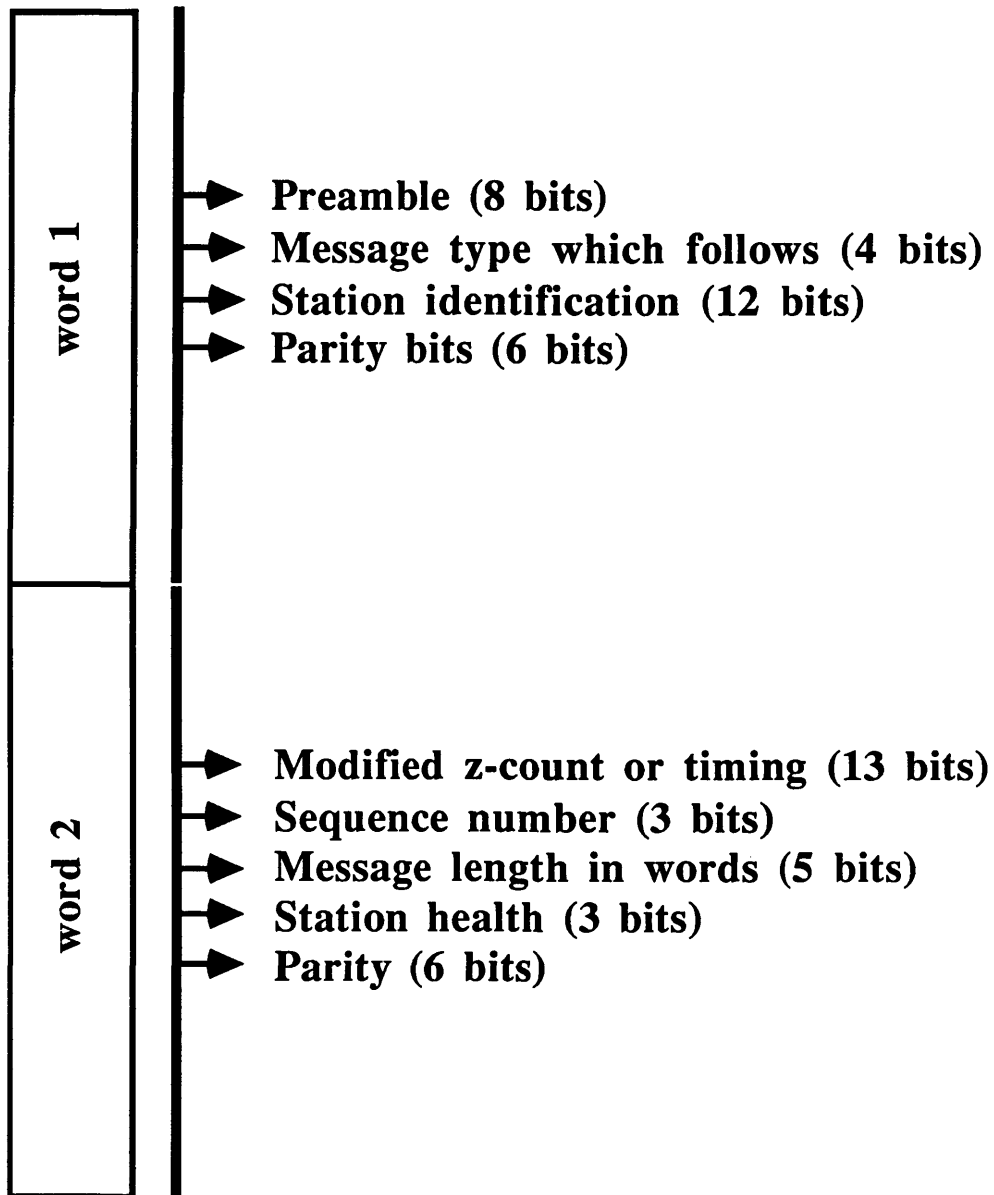 word 1
Preamble (8 bits)
Message type which follows (4 bits)
Station identification (12 bits)
Parity bits (6 bits)
word 2
Modified z-count or timing (13 bits)
Sequence number (3 bits)
Message length in words (5 bits)
Station health (3 bits)
Parity (6 bits)